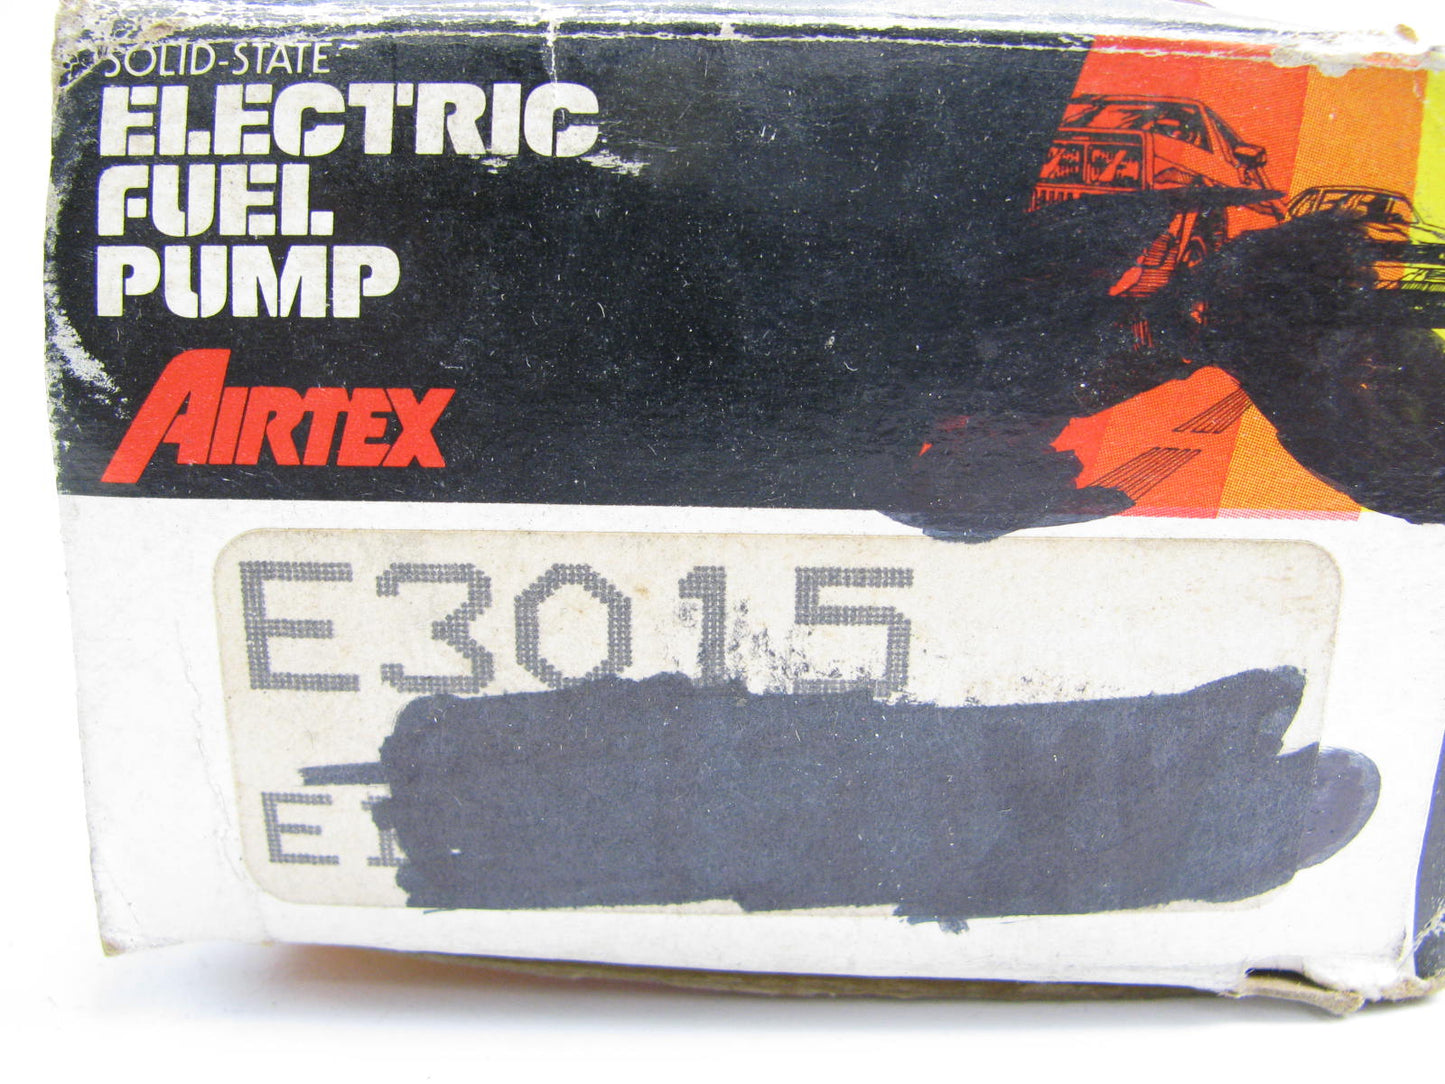 SOLID-STATE
ELECTRIC
FUEL
PUMP
AIRTEX
E3015